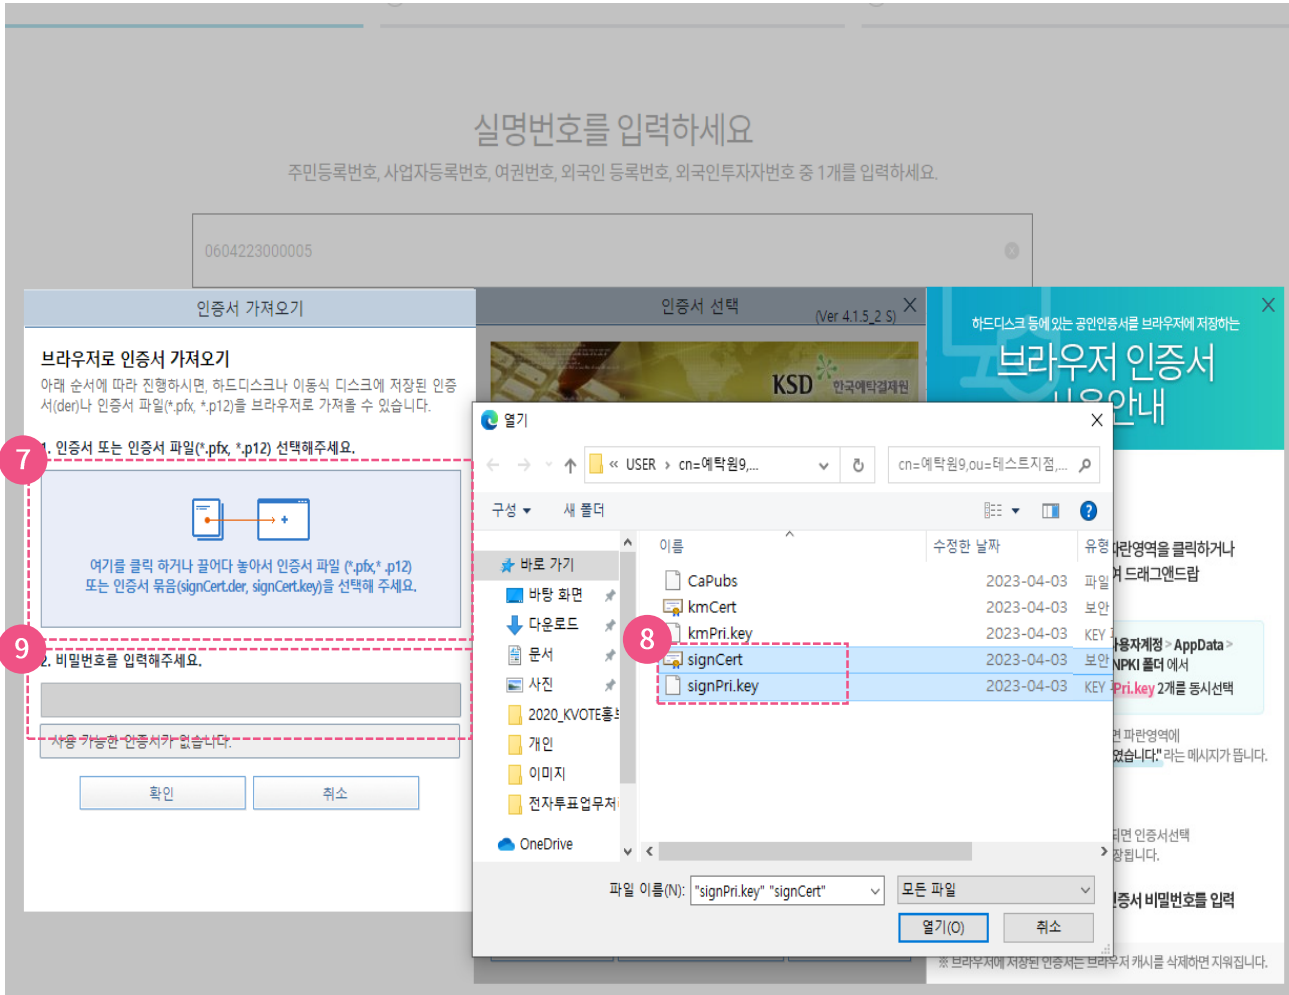 실명번호를 입력하세요
주민등록번호, 사업자등록번호, 여권번호, 외국인 등록번호, 외국인투자자번호 중 1개를 입력하세요.
0604223000005
인증서 가져오기
브라우저로 인증서 가져오기
아래 순서에 따라 진행하시면, 하드디스크나 이동식 디스크에 저장된 인증
서(der)나 인증서 파일(*.pfx, *.p12)을 브라우저로 가져올 수 있습니다.
7
1. 인증서 또는 인증서 파일(*.pfx, *.p12) 선택해주세요.
여기를 클릭 하거나 끌어다 놓아서 인증서 파일 (*.pfx,* .p12)
또는 인증서 묶음(signCert.der, signCert.key)을 선택해 주세요.
9
2. 비밀번호를 입력해주세요.
사용 가능한 인증서가 없습니다.
확인
취소
인증서 선택
(Ver 4.1.5_2 S)
KSD 한국예탁결제원
열기
« USER › cn=예탁원9,...
cn=예탁원9,ou=테스트지점,...
구성
새 폴더
바로 가기
바탕 화면
다운로드
문서
사진
2020_KVOTE홍보
개인
이미지
전자투표업무처리
OneDrive
이름 수정한 날짜 유형
CaPubs 2023-04-03 파일
kmCert 2023-04-03 보안
kmPri.key 2023-04-03 KEY
8
signCert 2023-04-03 보안
signPri.key 2023-04-03 KEY
파일 이름(N): "signPri.key" "signCert"
모든 파일
열기(O)
취소
하드디스크 등에 있는 공인인증서를 브라우저에 저장하는
브라우저 인증서
사용안내
파란영역을 클릭하거나
드래그앤드랍
사용자계정 > AppData >
NPKI 폴더 에서
Pri.key 2개를 동시선택
면 파란영역에
였습니다." 라는 메시지가 뜹니다.
되면 인증서선택
장됩니다.
인증서 비밀번호를 입력
※ 브라우저에 저장된 인증서는 브라우저 캐시를 삭제하면 지워집니다.